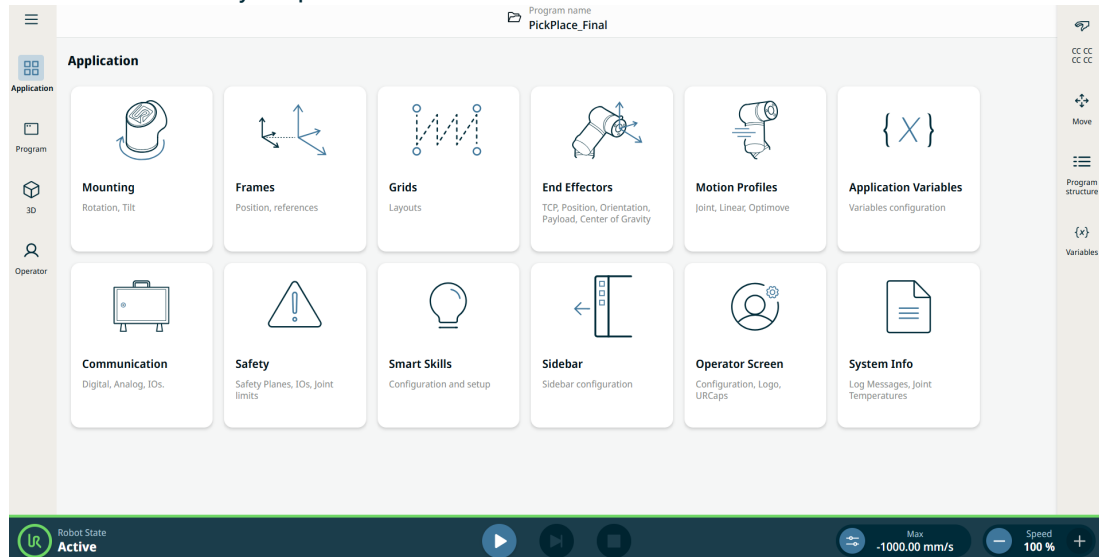 Program name
PickPlace_Final
Application
Application
Program
3D
Operator
Mounting
Rotation, Tilt
Frames
Position, references
Grids
Layouts
End Effectors
TCP, Position, Orientation,
Payload, Center of Gravity
Motion Profiles
Joint, Linear, Optimove
{X}
Application Variables
Variables configuration
Communication
Digital, Analog, IOs.
Safety
Safety Planes, IOs, Joint
limits
Smart Skills
Configuration and setup
Sidebar
Sidebar configuration
Operator Screen
Configuration, Logo,
URCaps
System Info
Log Messages, Joint
Temperatures
CC CC
CC CC
Move
Program
structure
{x}
Variables
UR
Robot State
Active
Max
-1000.00 mm/s
Speed
100 %